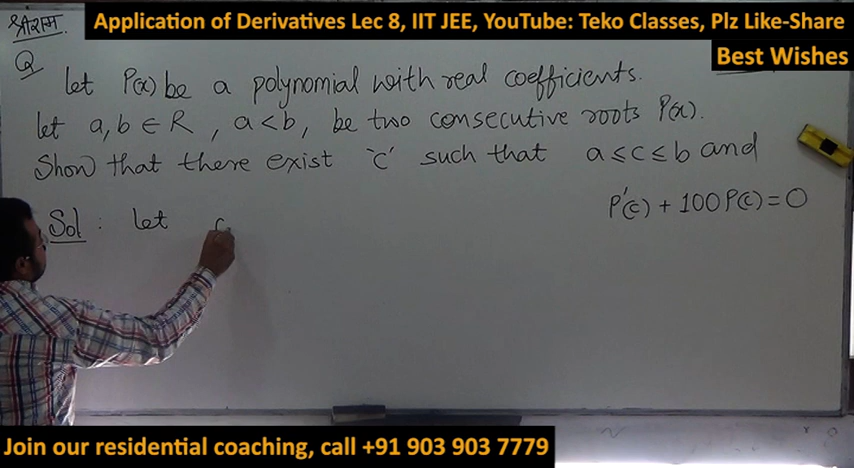 श्रीराम.
Application of Derivatives Lec 8, IIT JEE, YouTube: Teko Classes, Plz Like-Share
Best Wishes
Q let P(x) be a polynomial with real coefficients.
let a,b ∈ R , a<b, be two consecutive roots P(x).
Show that there exist 'c' such that a ≤ c ≤ b and
P'(c) + 100 P(c) = 0
Sol : let
Join our residential coaching, call +91 903 903 7779